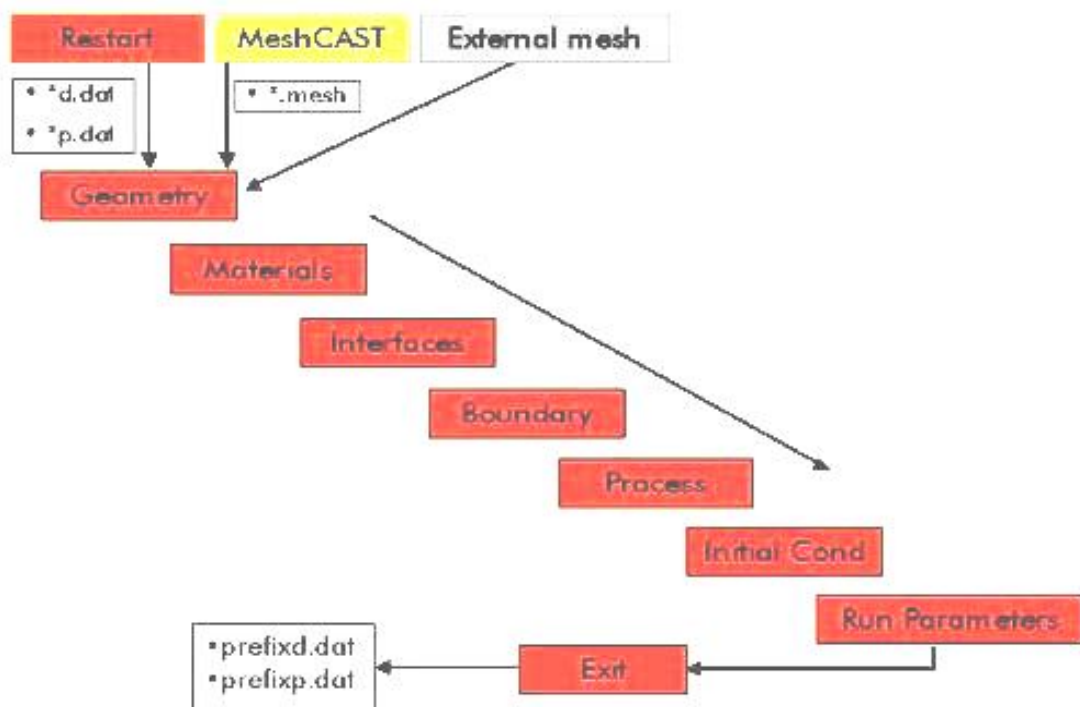 Restart
MeshCAST
External mesh
• *d.dat
• *p.dat
• *.mesh
Geometry
Materials
Interfaces
Boundary
Process
Initial Cond
Run Parameters
•prefixd.dat
•prefixp.dat
Exit